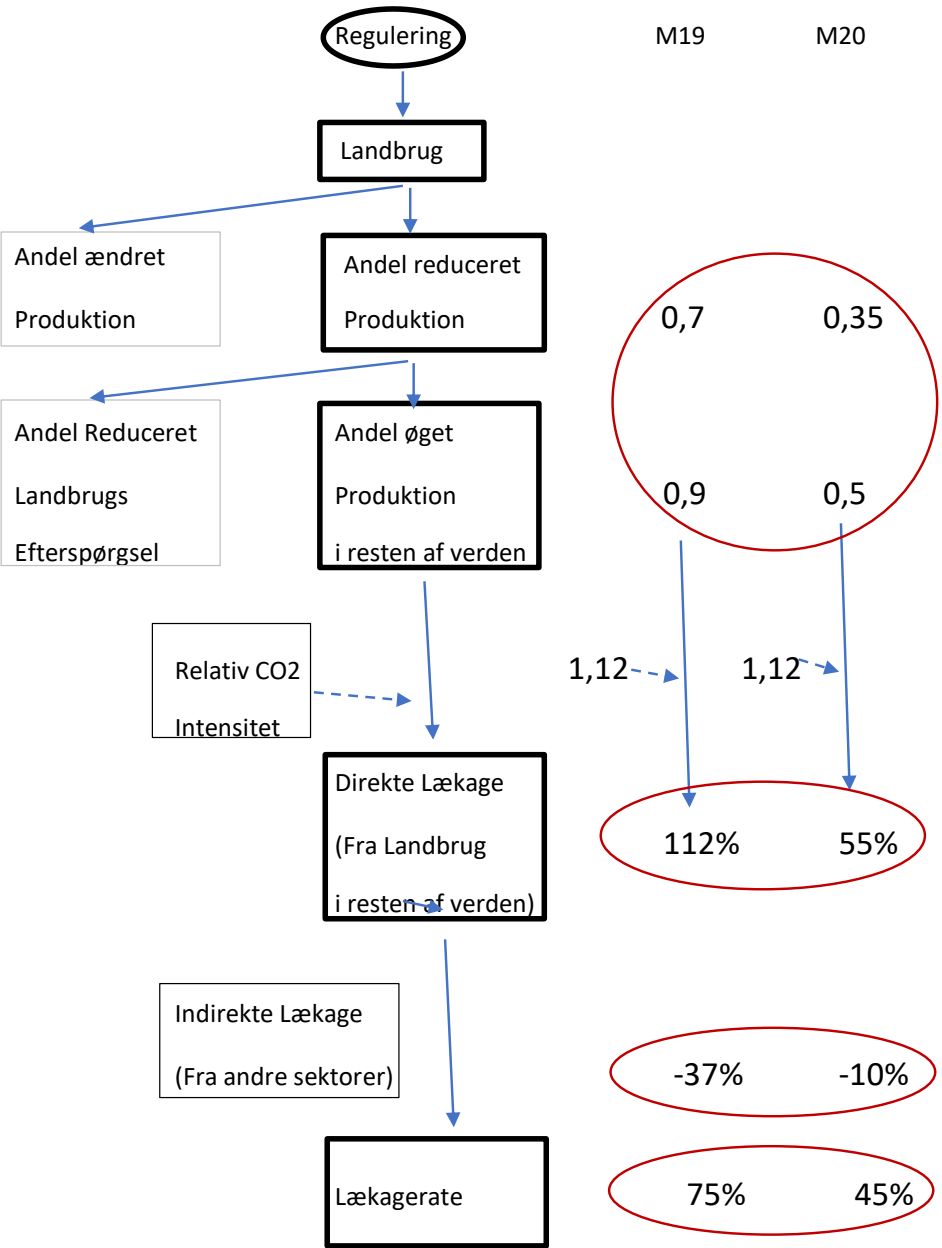 Regulering
M19
M20
Landbrug
Andel ændret
Produktion
Andel reduceret
Produktion
0,7
0,35
Andel Reduceret
Landbrugs
Efterspørgsel
Andel øget
Produktion
i resten af verden
0,9
0,5
Relativ CO2
Intensitet
1,12
1,12
Direkte Lækage
(Fra Landbrug
i resten af verden)
112%
55%
Indirekte Lækage
(Fra andre sektorer)
-37%
-10%
Lækagerate
75%
45%